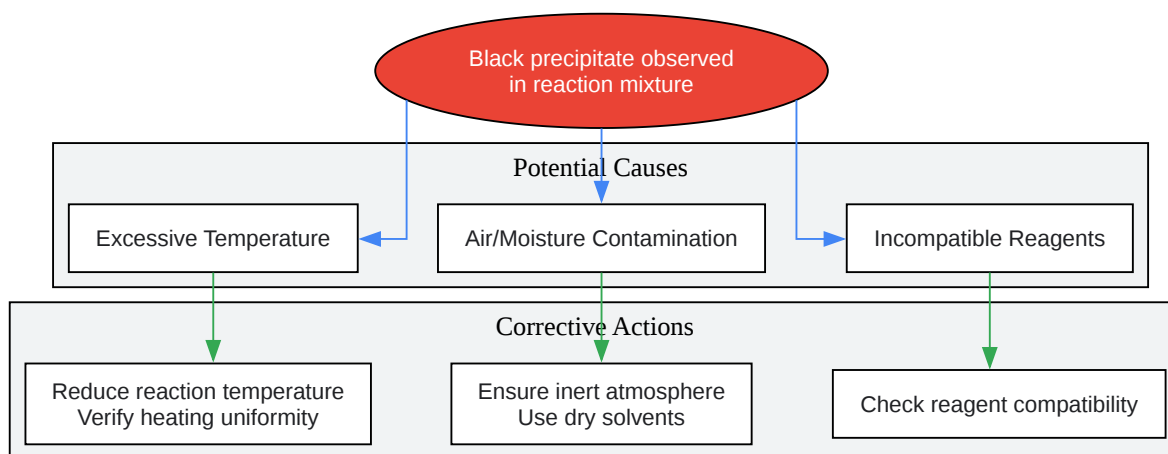 Black precipitate observed
in reaction mixture
Potential Causes
Excessive Temperature
Air/Moisture Contamination
Incompatible Reagents
Corrective Actions
Reduce reaction temperature
Verify heating uniformity
Ensure inert atmosphere
Use dry solvents
Check reagent compatibility